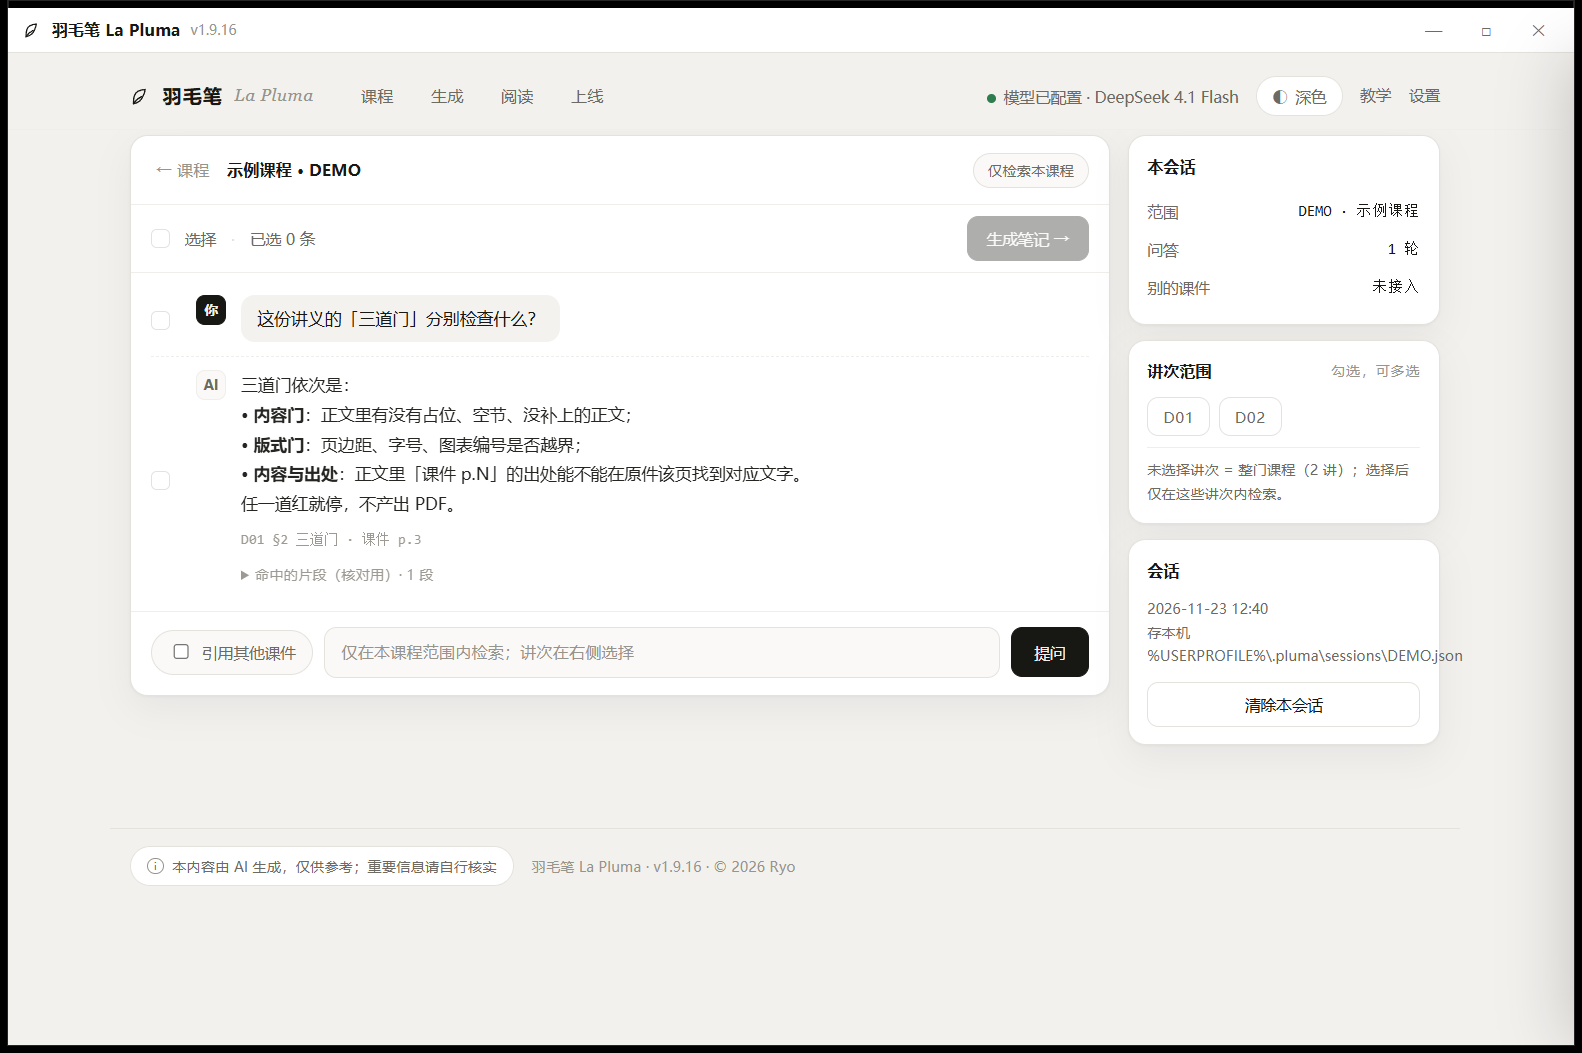 羽毛笔 La Pluma v1.9.16
羽毛笔 La Pluma 课程 生成 阅读 上线
模型已配置 · DeepSeek 4.1 Flash 深色 教学 设置
← 课程 示例课程 • DEMO 仅检索本课程
选择 · 已选 0 条 生成笔记 →
你 这份讲义的「三道门」分别检查什么？
AI 三道门依次是：
• 内容门：正文里有没有占位、空节、没补上的正文；
• 版式门：页边距、字号、图表编号是否越界；
• 内容与出处：正文里「课件 p.N」的出处能不能在原件该页找到对应文字。
任一道红就停，不产出 PDF。
D01 §2 三道门 · 课件 p.3
▶ 命中的片段（核对用）· 1 段
引用其他课件 仅在本课程范围内检索；讲次在右侧选择 提问
本会话
范围 DEMO · 示例课程
问答 1 轮
别的课件 未接入
讲次范围 勾选，可多选
D01 D02
未选择讲次 = 整门课程（2 讲）；选择后
仅在这些讲次内检索。
会话
2026-11-23 12:40
存本机
%USERPROFILE%\.pluma\sessions\DEMO.json
清除本会话
本内容由 AI 生成，仅供参考；重要信息请自行核实 羽毛笔 La Pluma · v1.9.16 · © 2026 Ryo